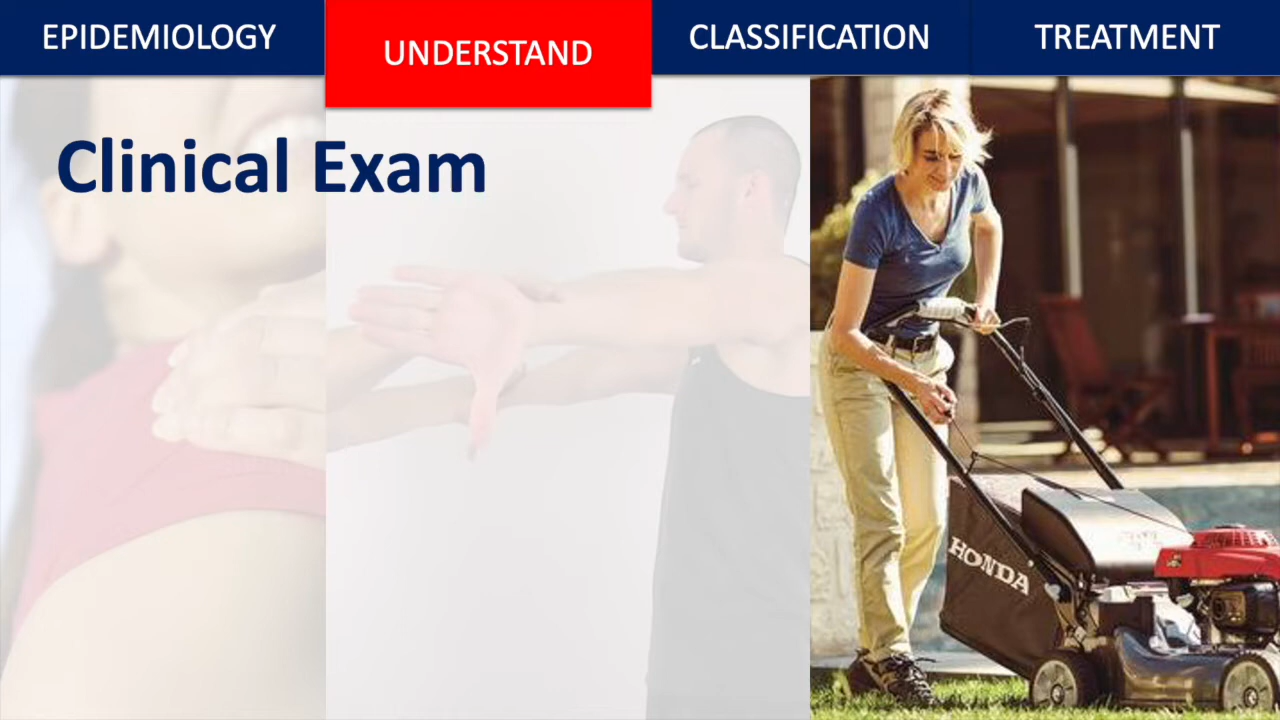 EPIDEMIOLOGY
UNDERSTAND
CLASSIFICATION
TREATMENT
Clinical Exam
HONDA